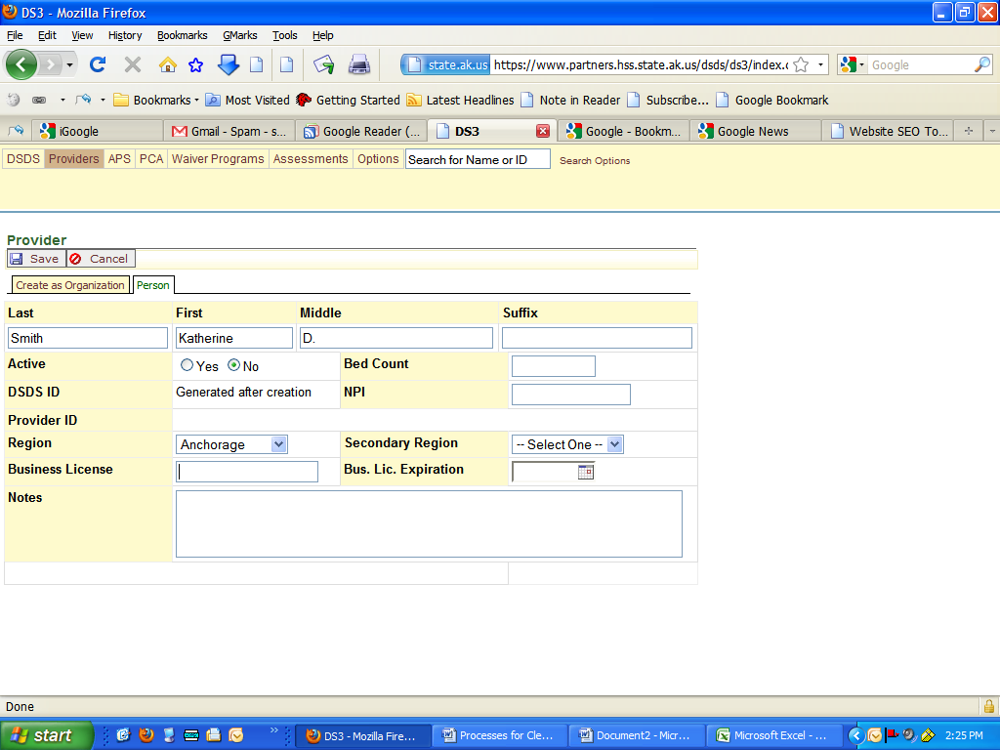 DS3 - Mozilla Firefox
File Edit View History Bookmarks GMarks Tools Help
state.ak.us https://www.partners.hss.state.ak.us/dsds/ds3/index.c Google
Bookmarks Most Visited Getting Started Latest Headlines Note in Reader Subscribe... Google Bookmark
iGoogle Gmail - Spam - s... Google Reader (... DS3 Google - Bookm... Google News Website SEO To...
DSDS Providers APS PCA Waiver Programs Assessments Options Search for Name or ID Search Options
Provider
Save Cancel
Create as Organization Person
Last First Middle Suffix
Smith Katherine D.
Active Yes No Bed Count
DSDS ID Generated after creation NPI
Provider ID
Region Anchorage Secondary Region -- Select One --
Business License Bus. Lic. Expiration
Notes
Done
start DS3 - Mozilla Fire... Processes for Cle... Document2 - Micr... Microsoft Excel - ... 2:25 PM